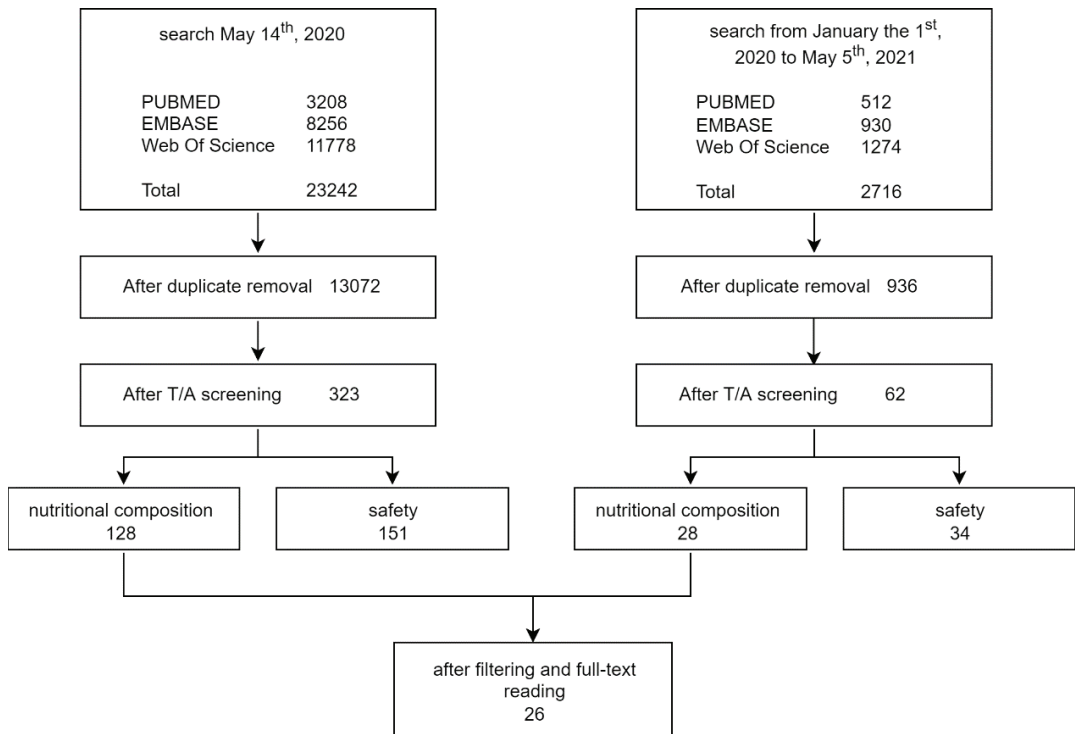 search May 14th, 2020
PUBMED 3208
EMBASE 8256
Web Of Science 11778
Total 23242
After duplicate removal 13072
After T/A screening 323
nutritional composition
128
safety
151
search from January the 1st,
2020 to May 5th, 2021
PUBMED 512
EMBASE 930
Web Of Science 1274
Total 2716
After duplicate removal 936
After T/A screening 62
nutritional composition
28
safety
34
after filtering and full-text
reading
26